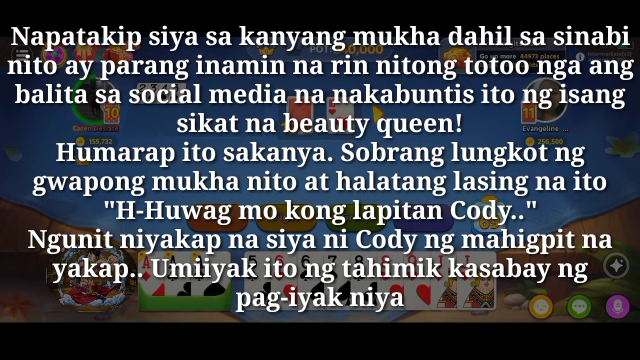 Napatakip siya sa kanyang mukha dahil sa sinabi
nito ay parang inamin na rin nitong totoo nga ang
balita sa social media na nakabuntis ito ng isang
sikat na beauty queen!
Humarap ito sakanya. Sobrang lungkot ng
gwapong mukha nito at halatang lasing na ito
"H-Huwag mo kong lapitan Cody.."
Ngunit niyakap na siya ni Cody ng mahigpit na
yakap.. Umiiyak ito ng tahimik kasabay ng
pag-iyak niya